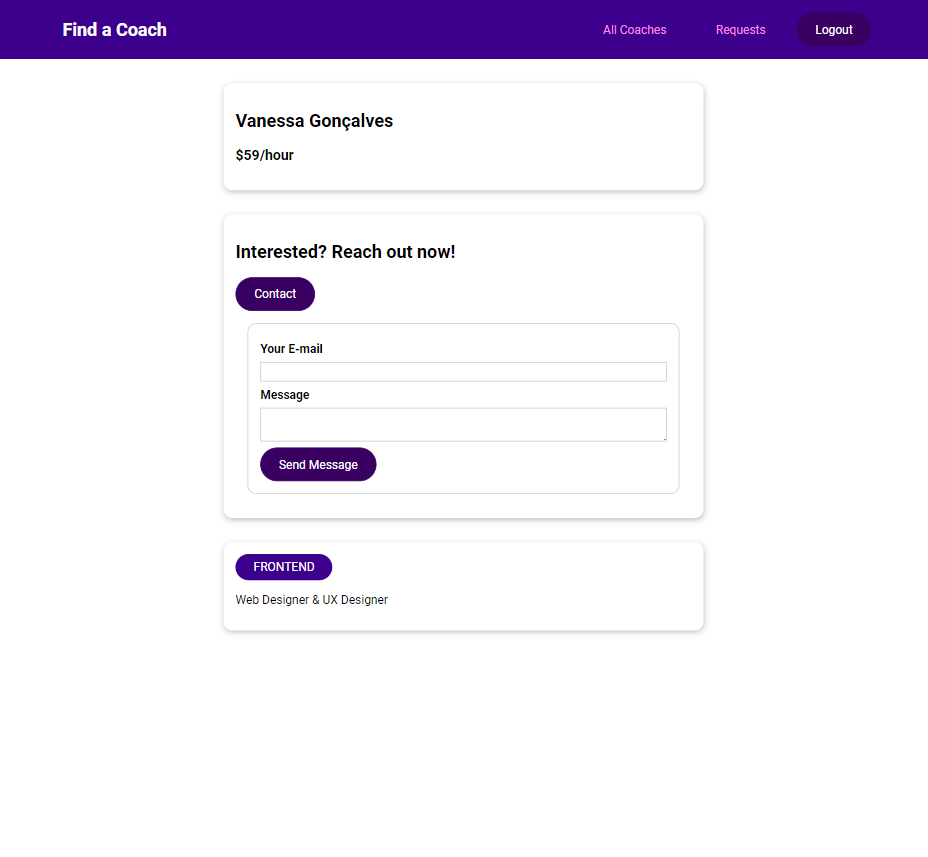 Find a Coach
All Coaches
Requests
Logout
Vanessa Gonçalves
$59/hour
Interested? Reach out now!
Contact
Your E-mail
Message
Send Message
FRONTEND
Web Designer & UX Designer